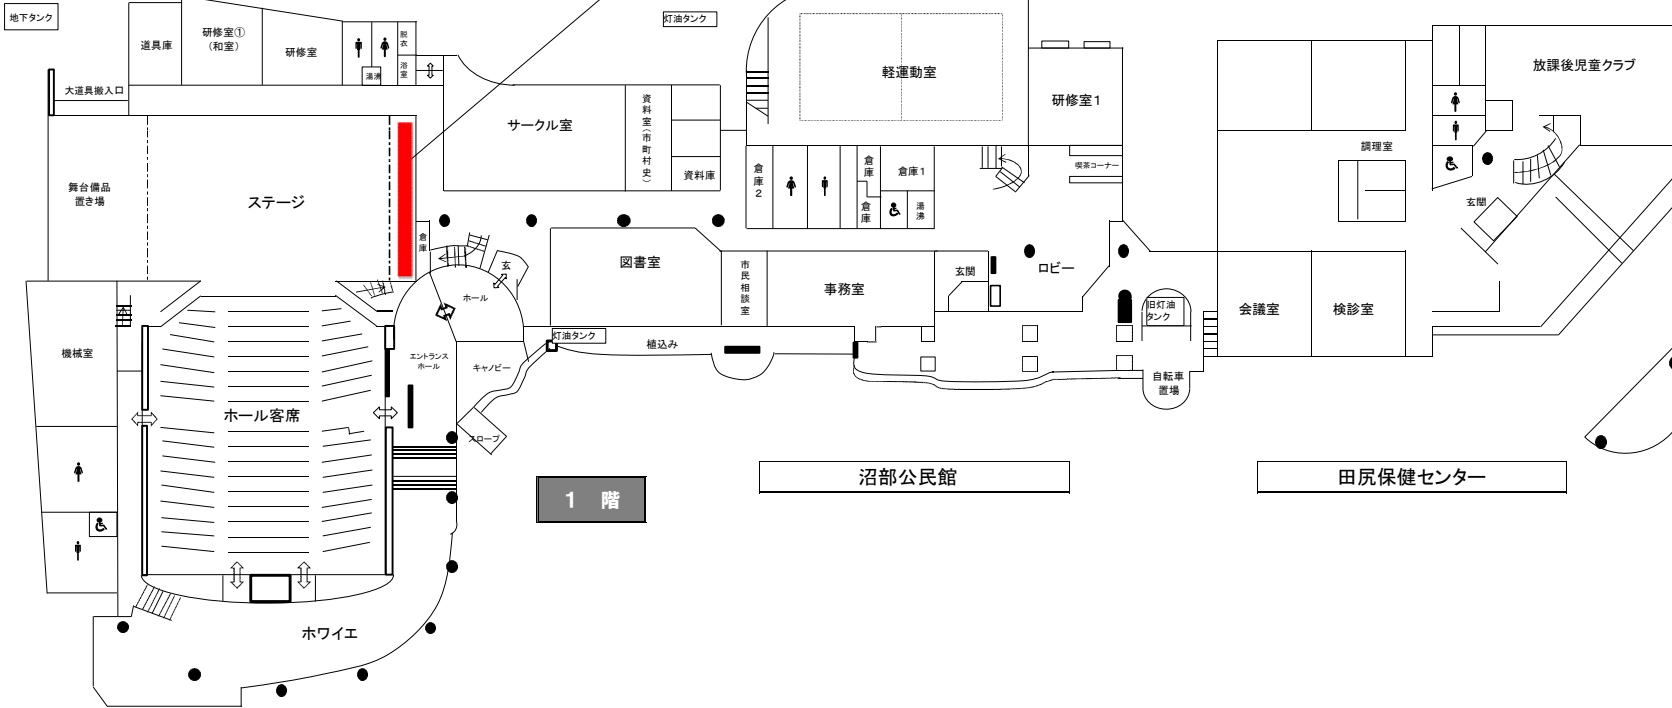 地下タンク
道具庫
研修室①
（和室）
研修室
湯沸
脱衣
浴室
灯油タンク
軽運動室
研修室１
放課後児童クラブ
大道具搬入口
サークル室
資料室（市町村史）
資料庫
舞台備品
置き場
ステージ
倉庫
倉庫２
倉庫
倉庫
倉庫１
湯沸
喫茶コーナー
調理室
玄関
玄
ホール
図書室
市民相談室
事務室
玄関
ロビー
旧灯油
タンク
会議室
検診室
機械室
エントランス
ホール
キャノピー
灯油タンク
植込み
自転車
置場
ホール客席
スロープ
１　階
沼部公民館
田尻保健センター
ホワイエ